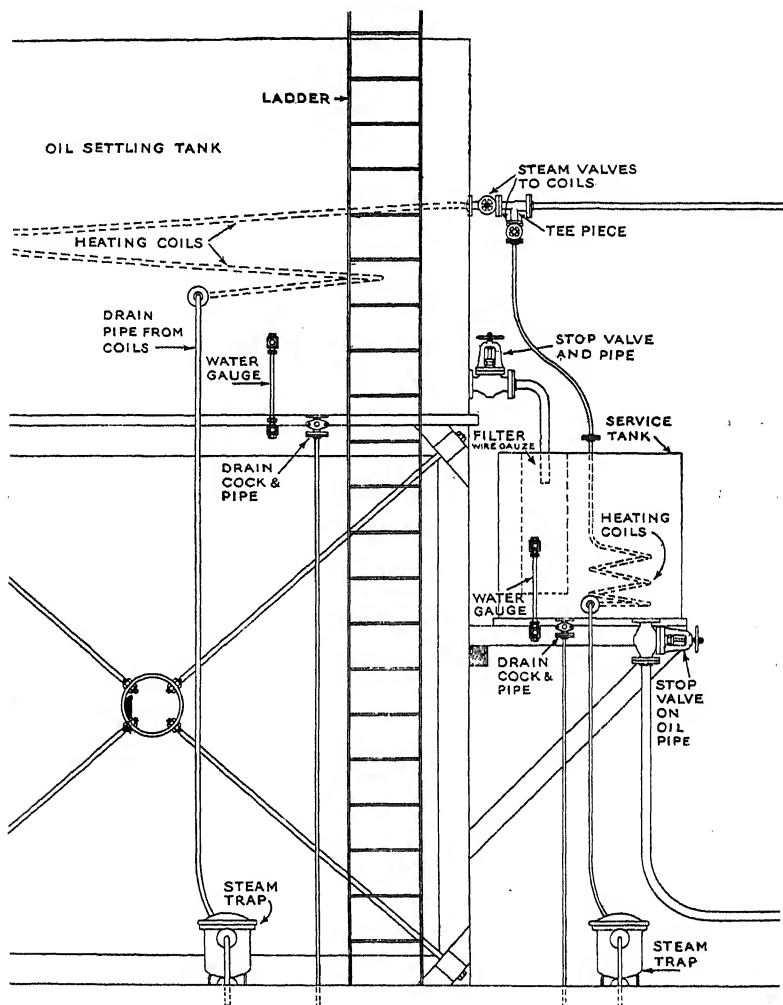 LADDER
OIL SETTLING TANK
STEAM VALVES
TO COILS
TEE PIECE
HEATING COILS
DRAIN
PIPE FROM
COILS
WATER
GAUGE
STOP VALVE
AND PIPE
SERVICE
TANK
FILTER
WIRE GAUZE
DRAIN
COCK &
PIPE
HEATING
COILS
WATER
GAUGE
DRAIN
COCK &
PIPE
STOP
VALVE
ON
OIL
PIPE
STEAM
TRAP
STEAM
TRAP